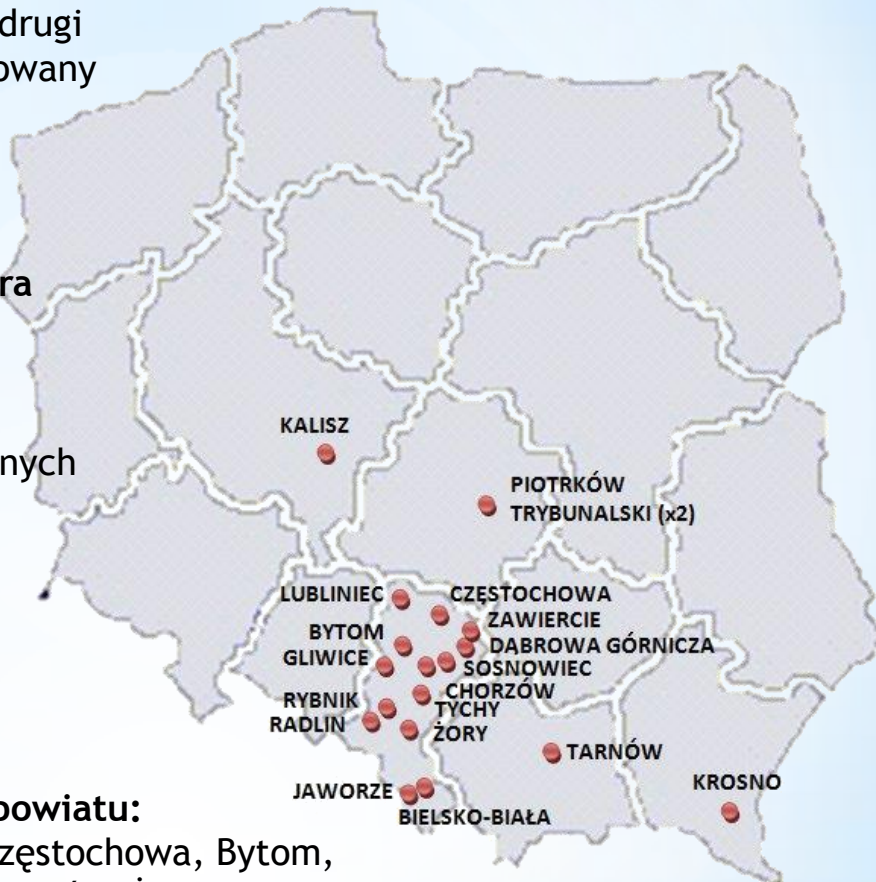 drugi
owany
ra
nych
KALISZ
PIOTRKÓW
TRYBUNALSKI (x2)
LUBLINIEC
CZĘSTOCHOWA
ZAWIERCIE
BYTOM
DĄBROWA GÓRNICZA
GLIWICE
SOSNOWIEC
CHORZÓW
RYBNIK
TYCHY
RADLIN
ŻORY
TARNÓW
KROSNO
JAWORZE
BIELSKO-BIAŁA
powiatu:
zęstochowa, Bytom,